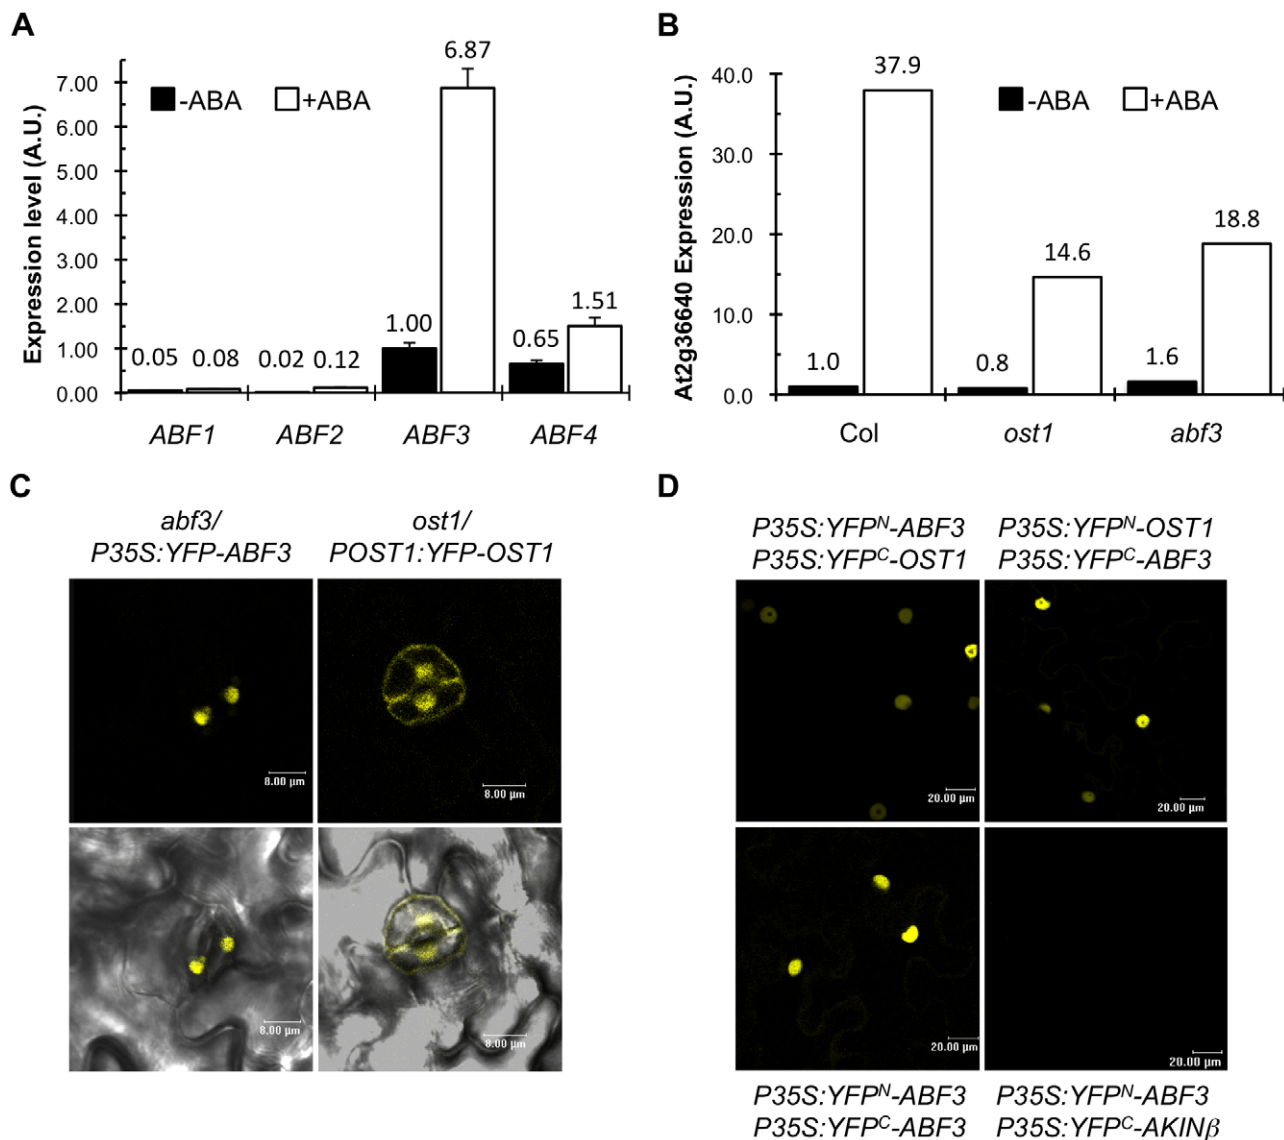 A
Expression level (A.U.)
7.00
6.00
5.00
4.00
3.00
2.00
1.00
0.00
-ABA +ABA
0.05 0.08 0.02 0.12 1.00 6.87 0.65 1.51
ABF1 ABF2 ABF3 ABF4
B
At2g36640 Expression (A.U.)
40.0
30.0
20.0
10.0
0.0
-ABA +ABA
1.0 37.9 0.8 14.6 1.6 18.8
Col ost1 abf3
C
abf3/ ost1/
P35S:YFP-ABF3 POST1:YFP-OST1
8.00 µm 8.00 µm
8.00 µm 8.00 µm
D
P35S:YFPᴺ-ABF3 P35S:YFPᴺ-OST1
P35S:YFPᶜ-OST1 P35S:YFPᶜ-ABF3
20.00 µm 20.00 µm
20.00 µm 20.00 µm
P35S:YFPᴺ-ABF3 P35S:YFPᴺ-ABF3
P35S:YFPᶜ-ABF3 P35S:YFPᶜ-AKINβ